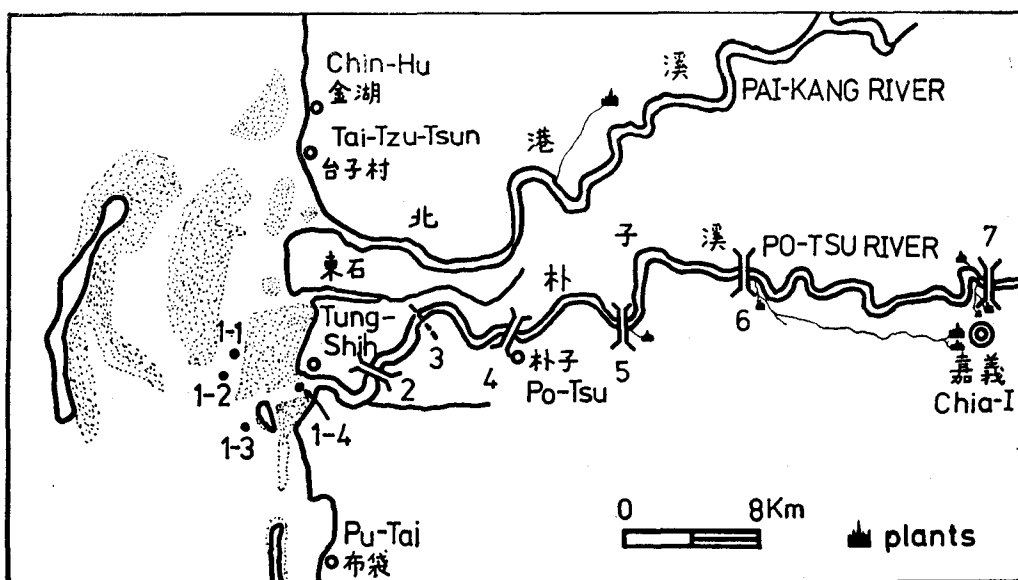 Chin-Hu
金湖
Tai-Tzu-Tsun
台子村
北
港
溪
PAI-KANG RIVER
東石
Tung-
Shih
朴
子
溪
PO-TSU RIVER
1-1
1-2
1-3
1-4
2
3
4
朴子
Po-Tsu
5
6
7
嘉義
Chia-I
Pu-Tai
布袋
0 8Km
plants